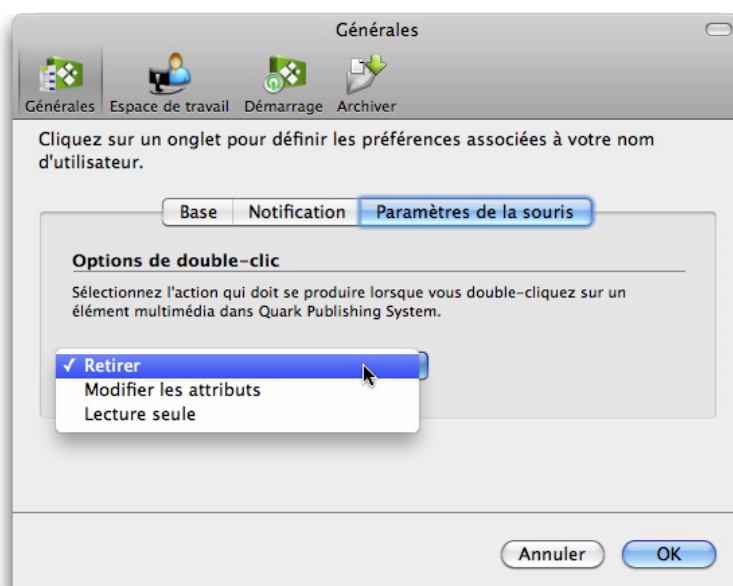 Générales
Générales Espace de travail Démarrage Archiver
Cliquez sur un onglet pour définir les préférences associées à votre nom
d'utilisateur.
Base Notification Paramètres de la souris
Options de double-clic
Sélectionnez l'action qui doit se produire lorsque vous double-cliquez sur un
élément multimédia dans Quark Publishing System.
✓ Retirer
Modifier les attributs
Lecture seule
Annuler OK